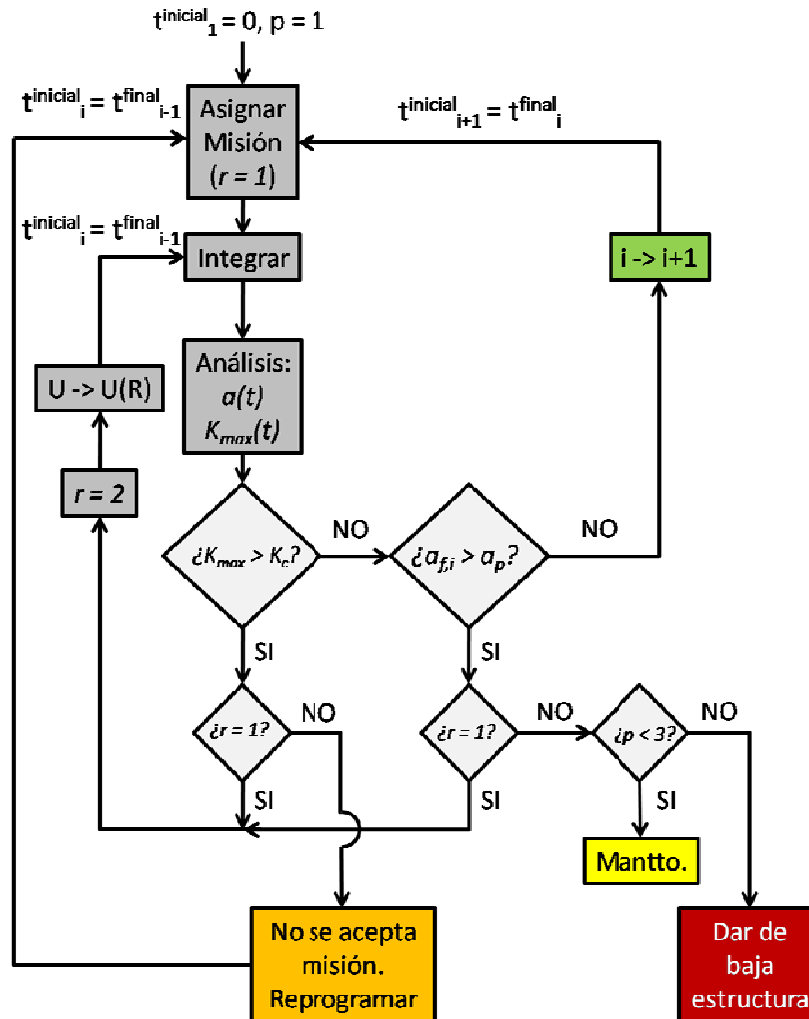 t^inicial_1 = 0, p = 1
t^inicial_i = t^final_i-1
Asignar
Misión
(r = 1)
t^inicial_i+1 = t^final_i
t^inicial_i = t^final_i-1
Integrar
i -> i+1
Análisis:
a(t)
K_max(t)
U -> U(R)
r = 2
¿K_max > K_c?
NO
¿a_f,i > a_p?
NO
SI
SI
¿r = 1?
NO
¿r = 1?
NO
¿p < 3?
NO
SI
SI
SI
Mantto.
No se acepta
misión.
Reprogramar
Dar de
baja
estructura